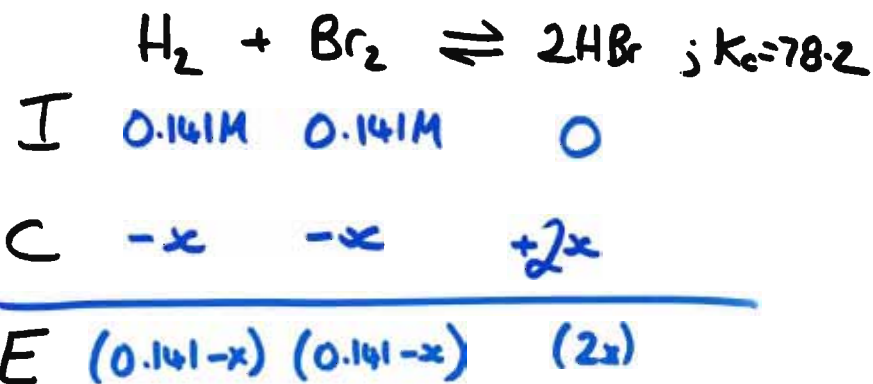 H₂ + Br₂ ⇌ 2HBr ; Kc=78.2
I 0.141M 0.141M 0
C -x -x +2x
E (0.141-x) (0.141-x) (2x)